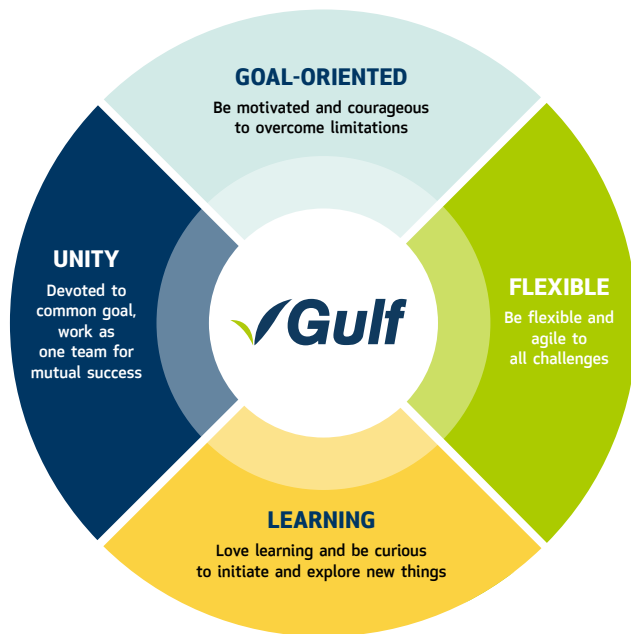 GOAL-ORIENTED
Be motivated and courageous
to overcome limitations
UNITY
Devoted to
common goal,
work as
one team for
mutual success
Gulf
FLEXIBLE
Be flexible and
agile to
all challenges
LEARNING
Love learning and be curious
to initiate and explore new things